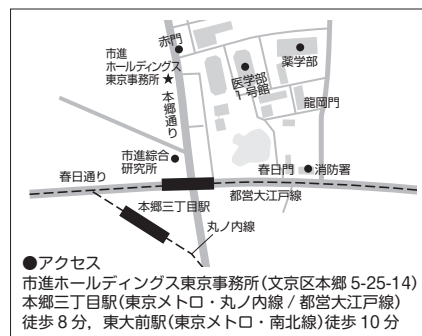 赤門
市進
ホールディングス
東京事務所★
本郷通り
医学部
1号館
薬学部
龍岡門
市進綜合
研究所
春日門
消防署
春日通り
都営大江戸線
本郷三丁目駅
丸ノ内線
●アクセス
市進ホールディングス東京事務所(文京区本郷 5-25-14)
本郷三丁目駅(東京メトロ・丸ノ内線 / 都営大江戸線)
徒歩 8 分，東大前駅(東京メトロ・南北線)徒歩 10 分